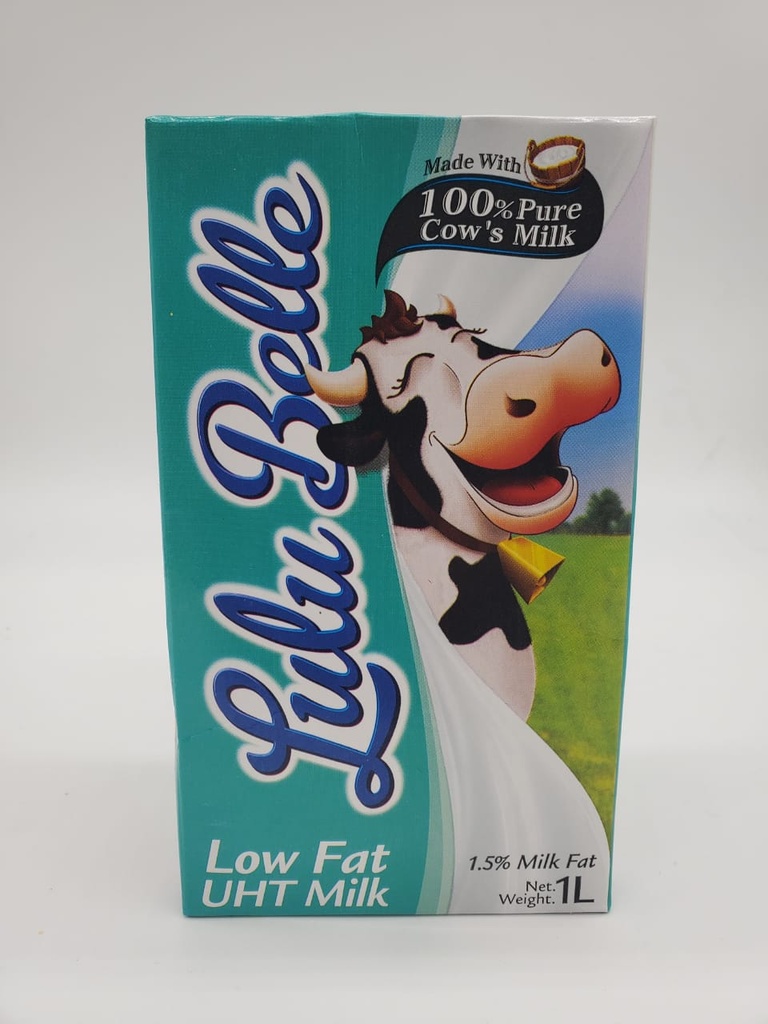 Made With
100% Pure
Cow's Milk
Lulu Belle
Low Fat
UHT Milk
1.5% Milk Fat
Net.
Weight. 1L